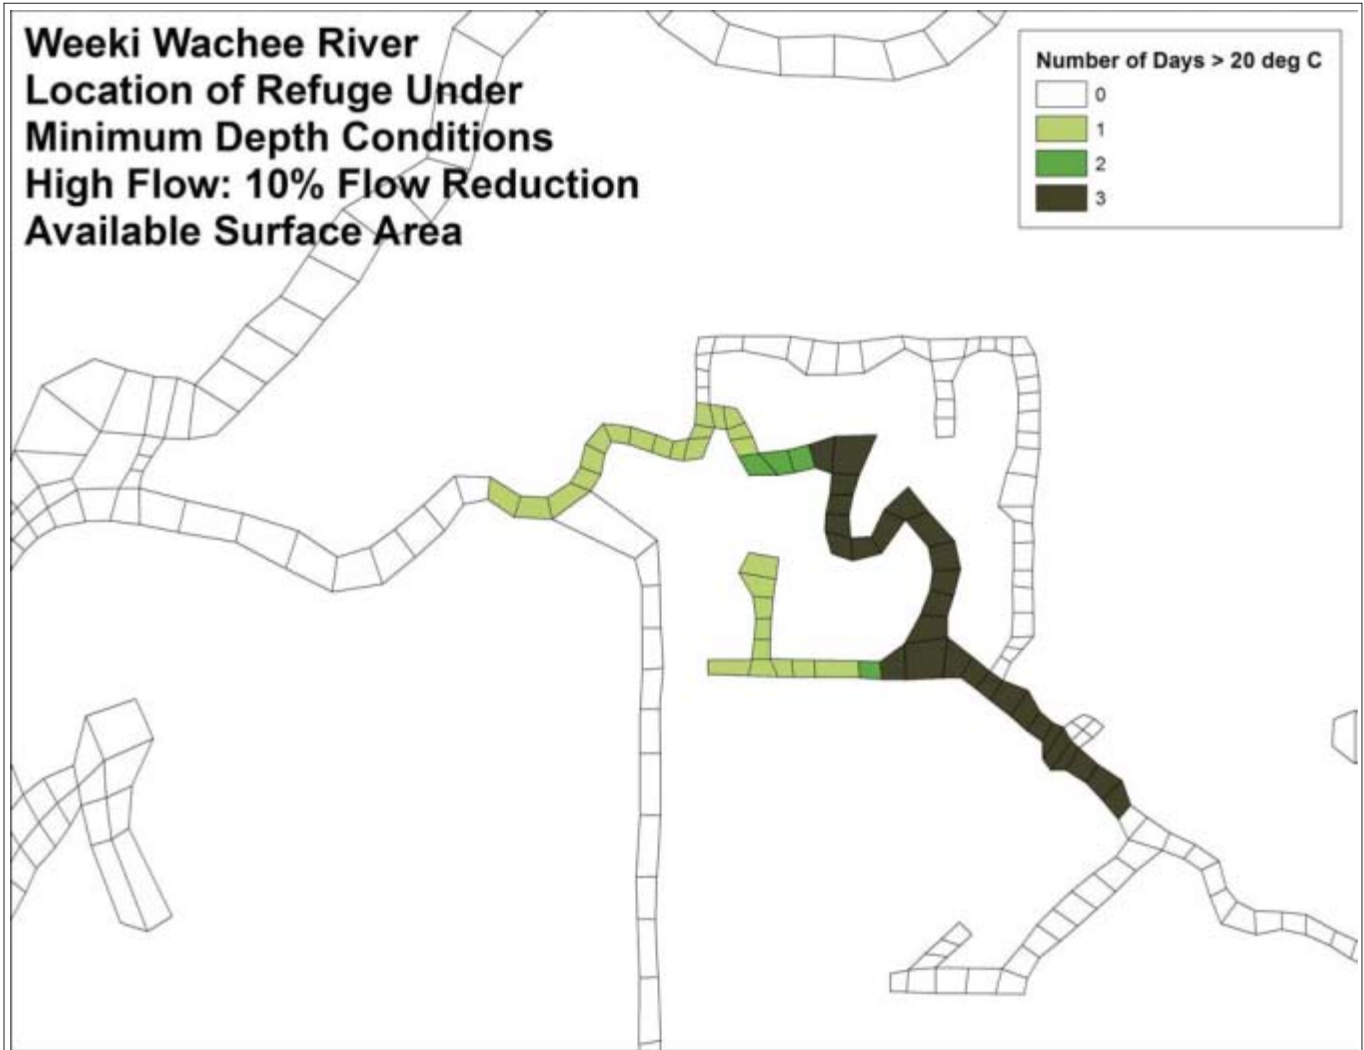 Weeki Wachee River
Location of Refuge Under
Minimum Depth Conditions
High Flow: 10% Flow Reduction
Available Surface Area
Number of Days > 20 deg C
0
1
2
3